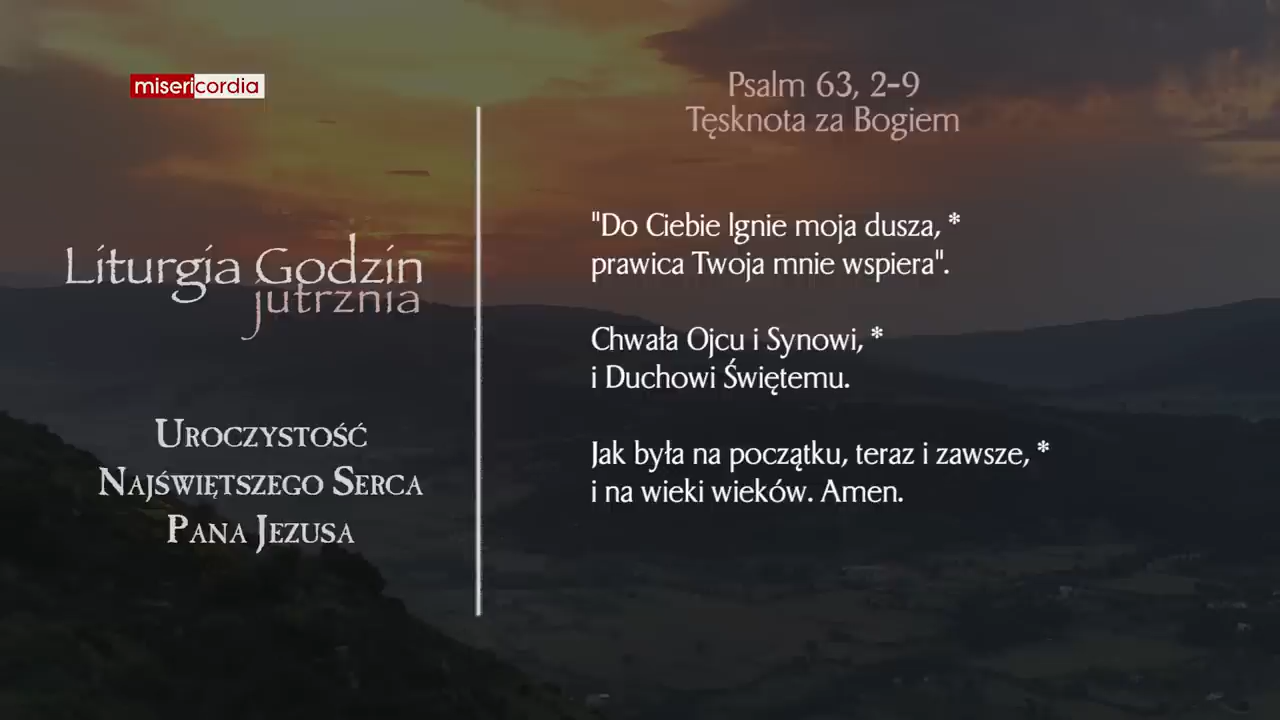 misericordia
Liturgia Godzin
jutrznia
Uroczystość
Najświętszego Serca
Pana Jezusa
Psalm 63, 2-9
Tęsknota za Bogiem
"Do Ciebie lgnie moja dusza, *
prawica Twoja mnie wspiera".
Chwała Ojcu i Synowi, *
i Duchowi Świętemu.
Jak była na początku, teraz i zawsze, *
i na wieki wieków. Amen.